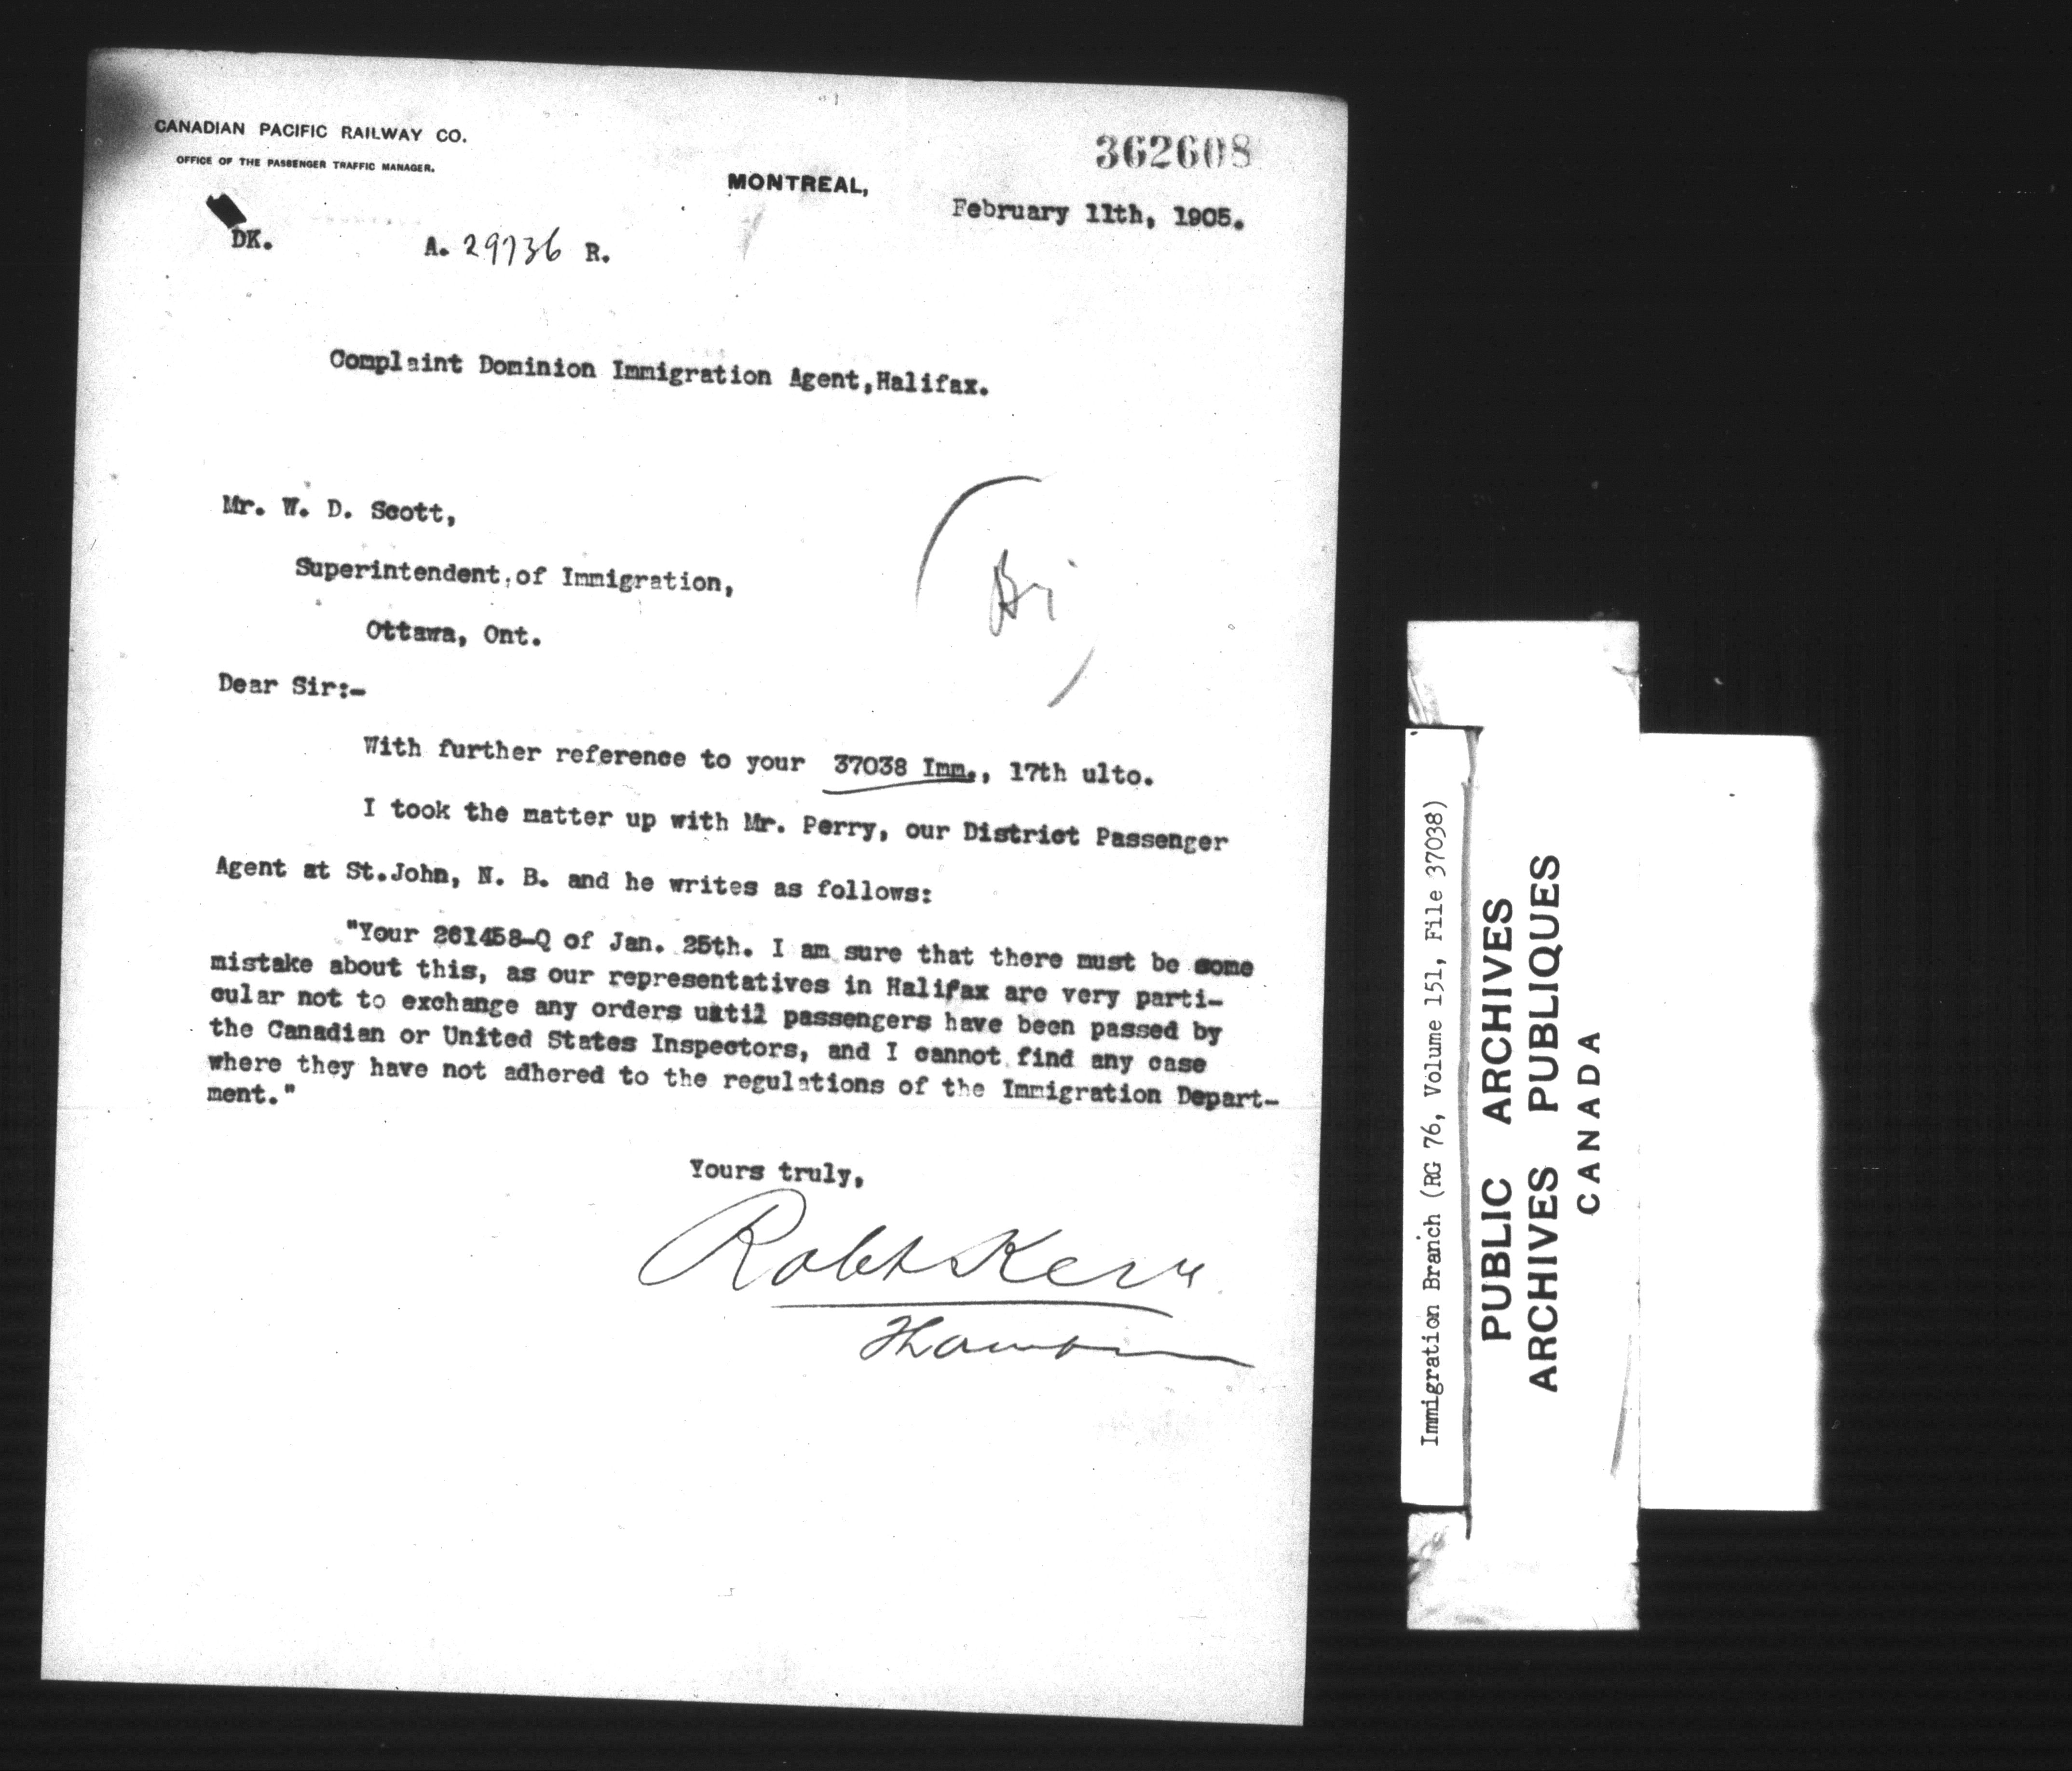 CANADIAN PACIFIC RAILWAY CO.
OFFICE OF THE PASSENGER TRAFFIC MANAGER.
362608
MONTREAL,
February 11th, 1905.
DK. A. 29736 R.
Complaint Dominion Immigration Agent,Halifax.
Mr. W. D. Scott,
Superintendent of Immigration,
Ottawa, Ont.
Dear Sir:-
With further reference to your 37038 Imm., 17th ulto.
I took the matter up with Mr. Perry, our District Passenger
Agent at St.John, N. B. and he writes as follows:
"Your 261458-Q of Jan. 25th. I am sure that there must be some
mistake about this, as our representatives in Halifax are very parti-
cular not to exchange any orders until passengers have been passed by
the Canadian or United States Inspectors, and I cannot find any case
where they have not adhered to the regulations of the Immigration Depart-
ment."
Yours truly,
Robt Kerr
Immigration Branch (RG 76, Volume 151, File 37038)
PUBLIC ARCHIVES
ARCHIVES PUBLIQUES
CANADA